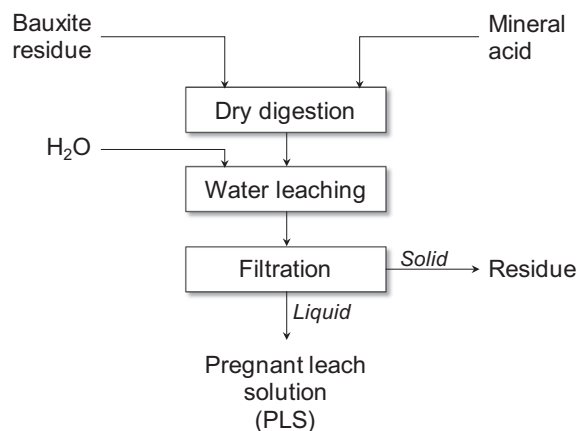 Bauxite
residue
Mineral
acid
Dry digestion
H₂O
Water leaching
Filtration
Solid
Residue
Liquid
Pregnant leach
solution
(PLS)